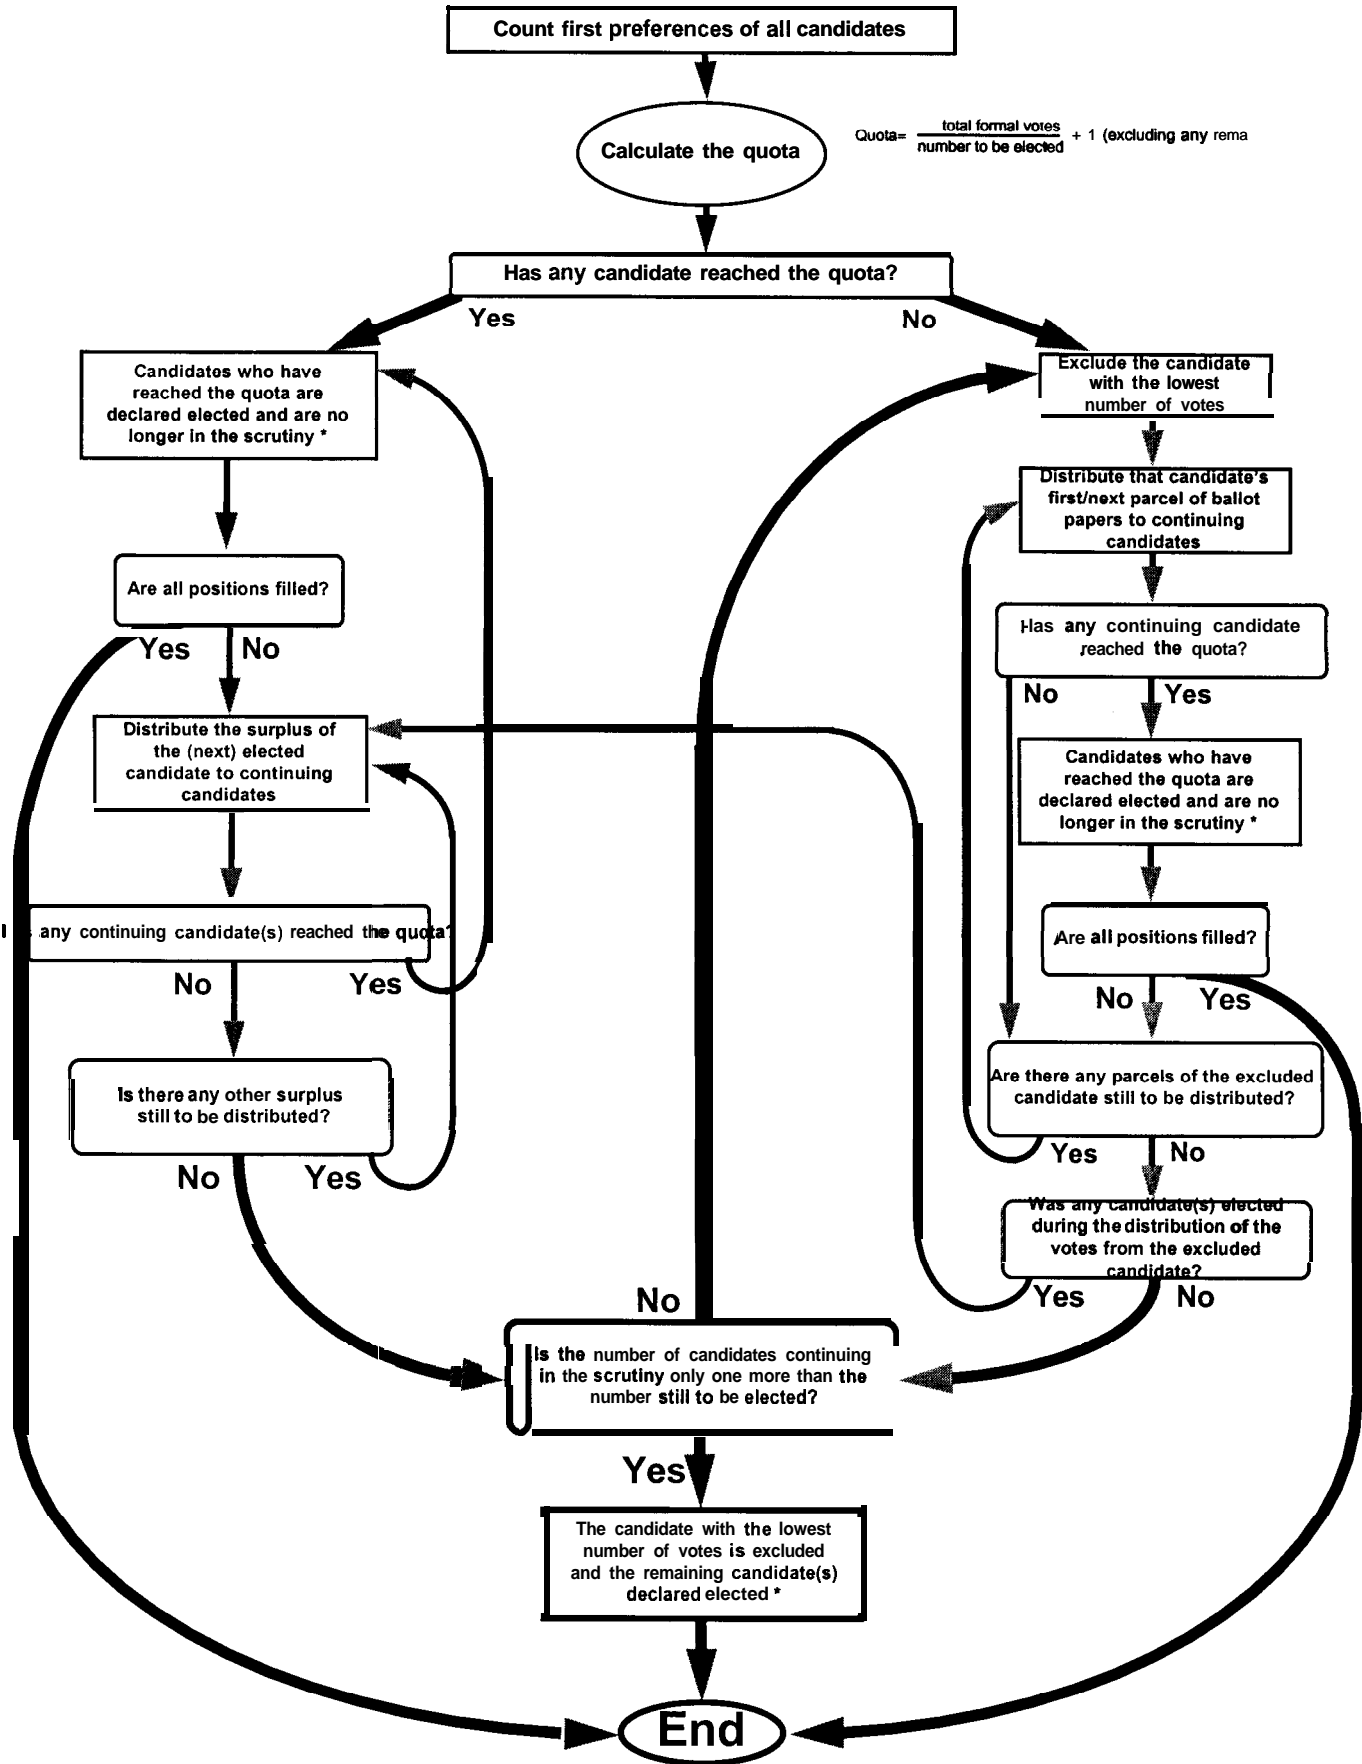 Count first preferences of all candidates
Calculate the quota
Quota= total formal votes
number to be elected + 1 (excluding any rema
Has any candidate reached the quota?
Yes
No
Candidates who have
reached the quota are
declared elected and are no
longer in the scrutiny *
Are all positions filled?
Yes
No
Distribute the surplus of
the (next) elected
candidate to continuing
candidates
any continuing candidate(s) reached the quota?
No
Yes
Is there any other surplus
still to be distributed?
No
Yes
Exclude the candidate
with the lowest
number of votes
Distribute that candidate's
first/next parcel of ballot
papers to continuing
candidates
Has any continuing candidate
reached the quota?
No
Yes
Candidates who have
reached the quota are
declared elected and are no
longer in the scrutiny *
Are all positions filled?
No
Yes
Are there any parcels of the excluded
candidate still to be distributed?
Yes
No
Was any candidate(s) elected
during the distribution of the
votes from the excluded
candidate?
Yes
No
No
Is the number of candidates continuing
in the scrutiny only one more than the
number still to be elected?
Yes
The candidate with the lowest
number of votes is excluded
and the remaining candidate(s)
declared elected *
End